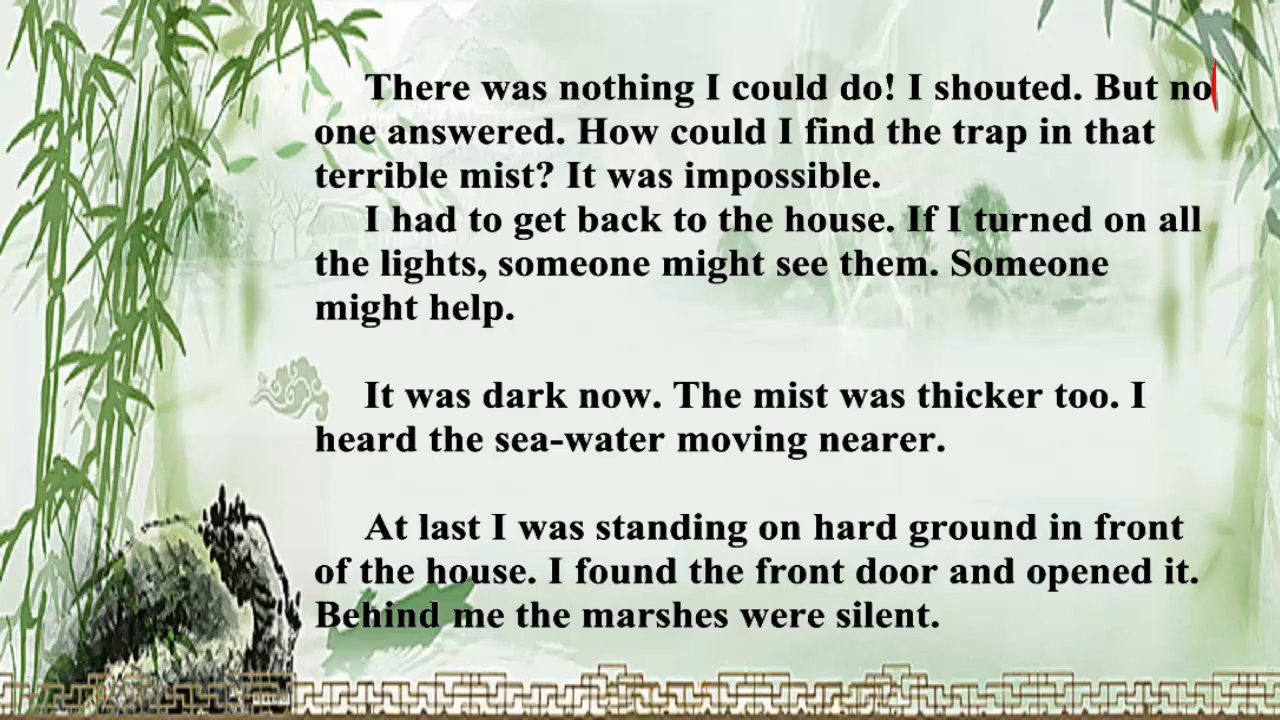 There was nothing I could do! I shouted. But no
one answered. How could I find the trap in that
terrible mist? It was impossible.
I had to get back to the house. If I turned on all
the lights, someone might see them. Someone
might help.
It was dark now. The mist was thicker too. I
heard the sea-water moving nearer.
At last I was standing on hard ground in front
of the house. I found the front door and opened it.
Behind me the marshes were silent.